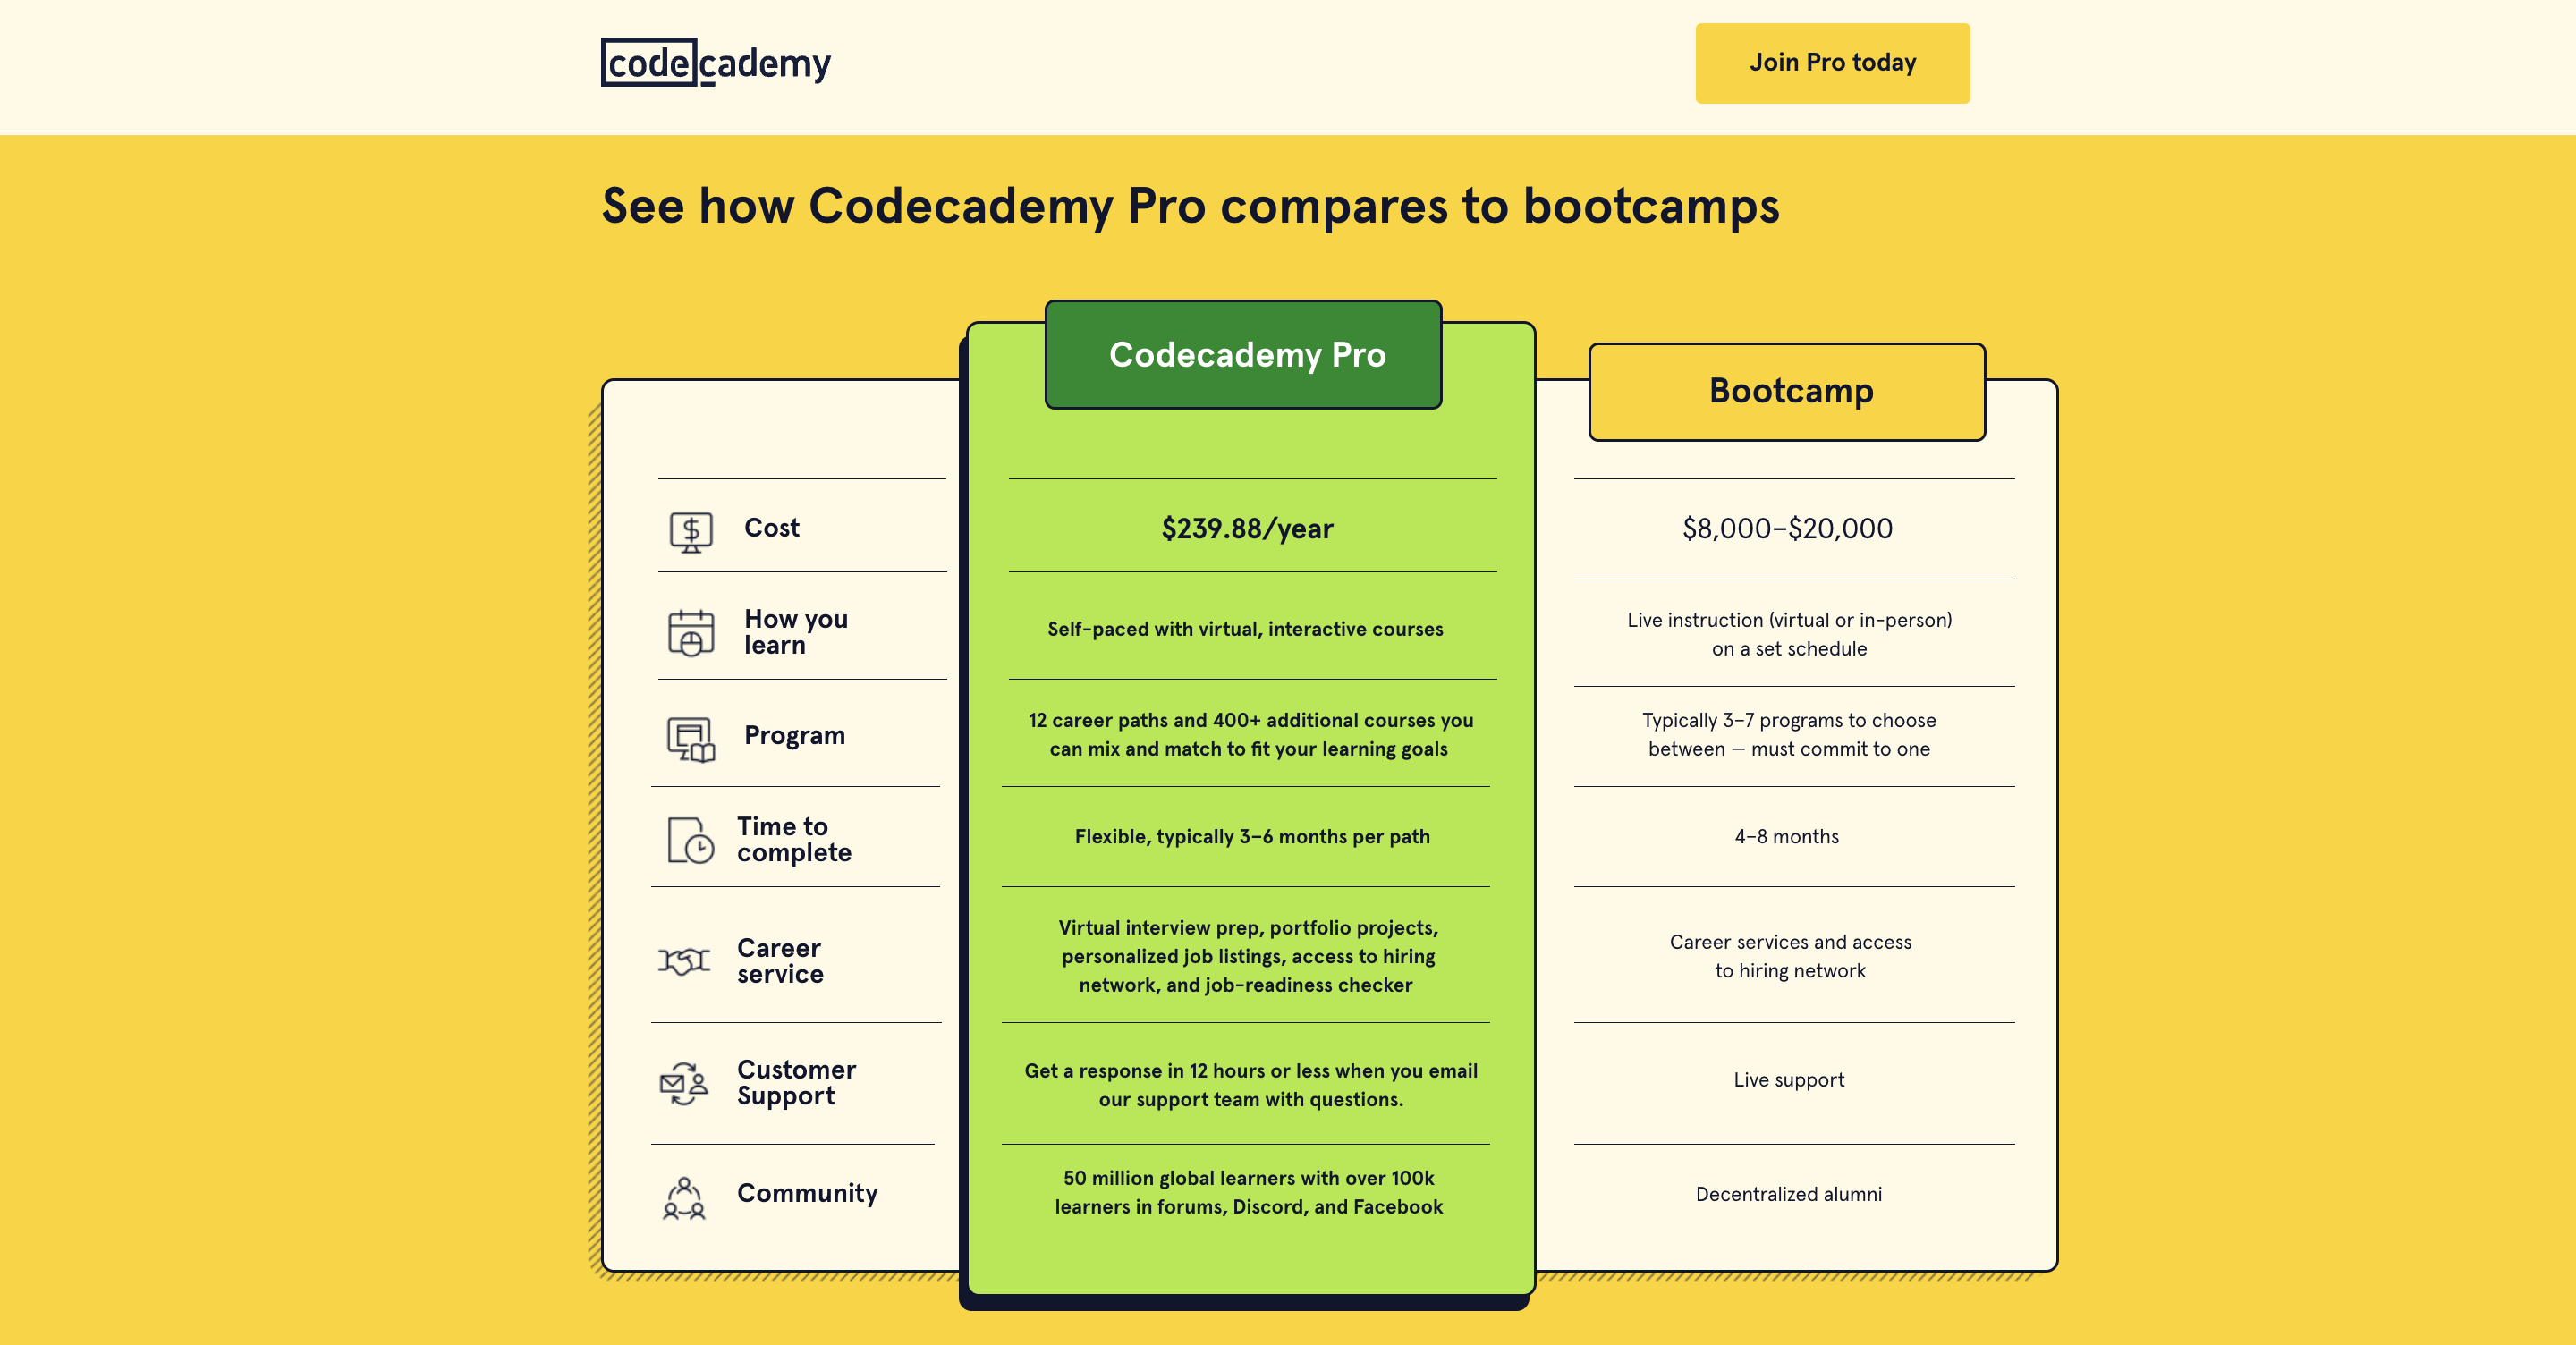 codecademy
Join Pro today
See how Codecademy Pro compares to bootcamps
Codecademy Pro
Bootcamp
Cost
$239.88/year
$8,000–$20,000
How you
learn
Self-paced with virtual, interactive courses
Live instruction (virtual or in-person)
on a set schedule
Program
12 career paths and 400+ additional courses you
can mix and match to fit your learning goals
Typically 3–7 programs to choose
between — must commit to one
Time to
complete
Flexible, typically 3–6 months per path
4–8 months
Career
service
Virtual interview prep, portfolio projects,
personalized job listings, access to hiring
network, and job-readiness checker
Career services and access
to hiring network
Customer
Support
Get a response in 12 hours or less when you email
our support team with questions.
Live support
Community
50 million global learners with over 100k
learners in forums, Discord, and Facebook
Decentralized alumni